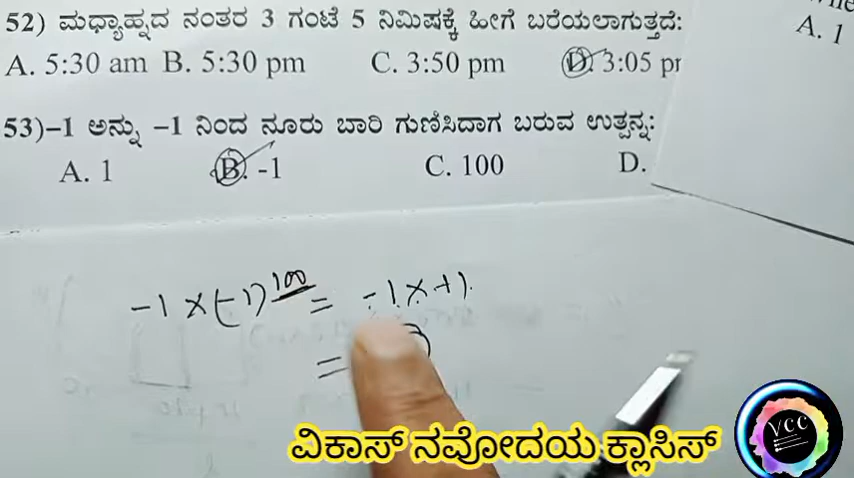 52) ಮಧ್ಯಾಹ್ನದ ನಂತರ 3 ಗಂಟೆ 5 ನಿಮಿಷಕ್ಕೆ ಹೀಗೆ ಬರೆಯಲಾಗುತ್ತದೆ:
A. 5:30 am B. 5:30 pm C. 3:50 pm D. 3:05
A. 1
53)-1 ಅನ್ನು -1 ನಿಂದ ನೂರು ಬಾರಿ ಗುಣಿಸಿದಾಗ ಬರುವ ಉತ್ಪನ್ನ:
A. 1 B. -1 C. 100 D.
-1 × (-1)^100 = -1 × +1
=
ವಿಕಾಸ್ ನವೋದಯ ಕ್ಲಾಸಿಸ್
VCC